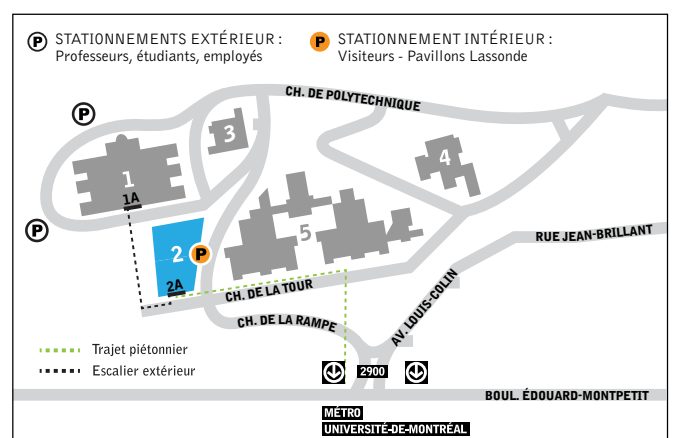 P STATIONNEMENTS EXTÉRIEUR :
Professeurs, étudiants, employés
P STATIONNEMENT INTÉRIEUR :
Visiteurs - Pavillons Lassonde
CH. DE POLYTECHNIQUE
P
3
4
1
1A
P
2
P
5
2A
RUE JEAN-BRILLANT
CH. DE LA TOUR
AV. LOUIS-COLIN
CH. DE LA RAMPE
Trajet piétonnier
Escalier extérieur
2900
BOUL. ÉDOUARD-MONTPETIT
MÉTRO
UNIVERSITÉ-DE-MONTRÉAL